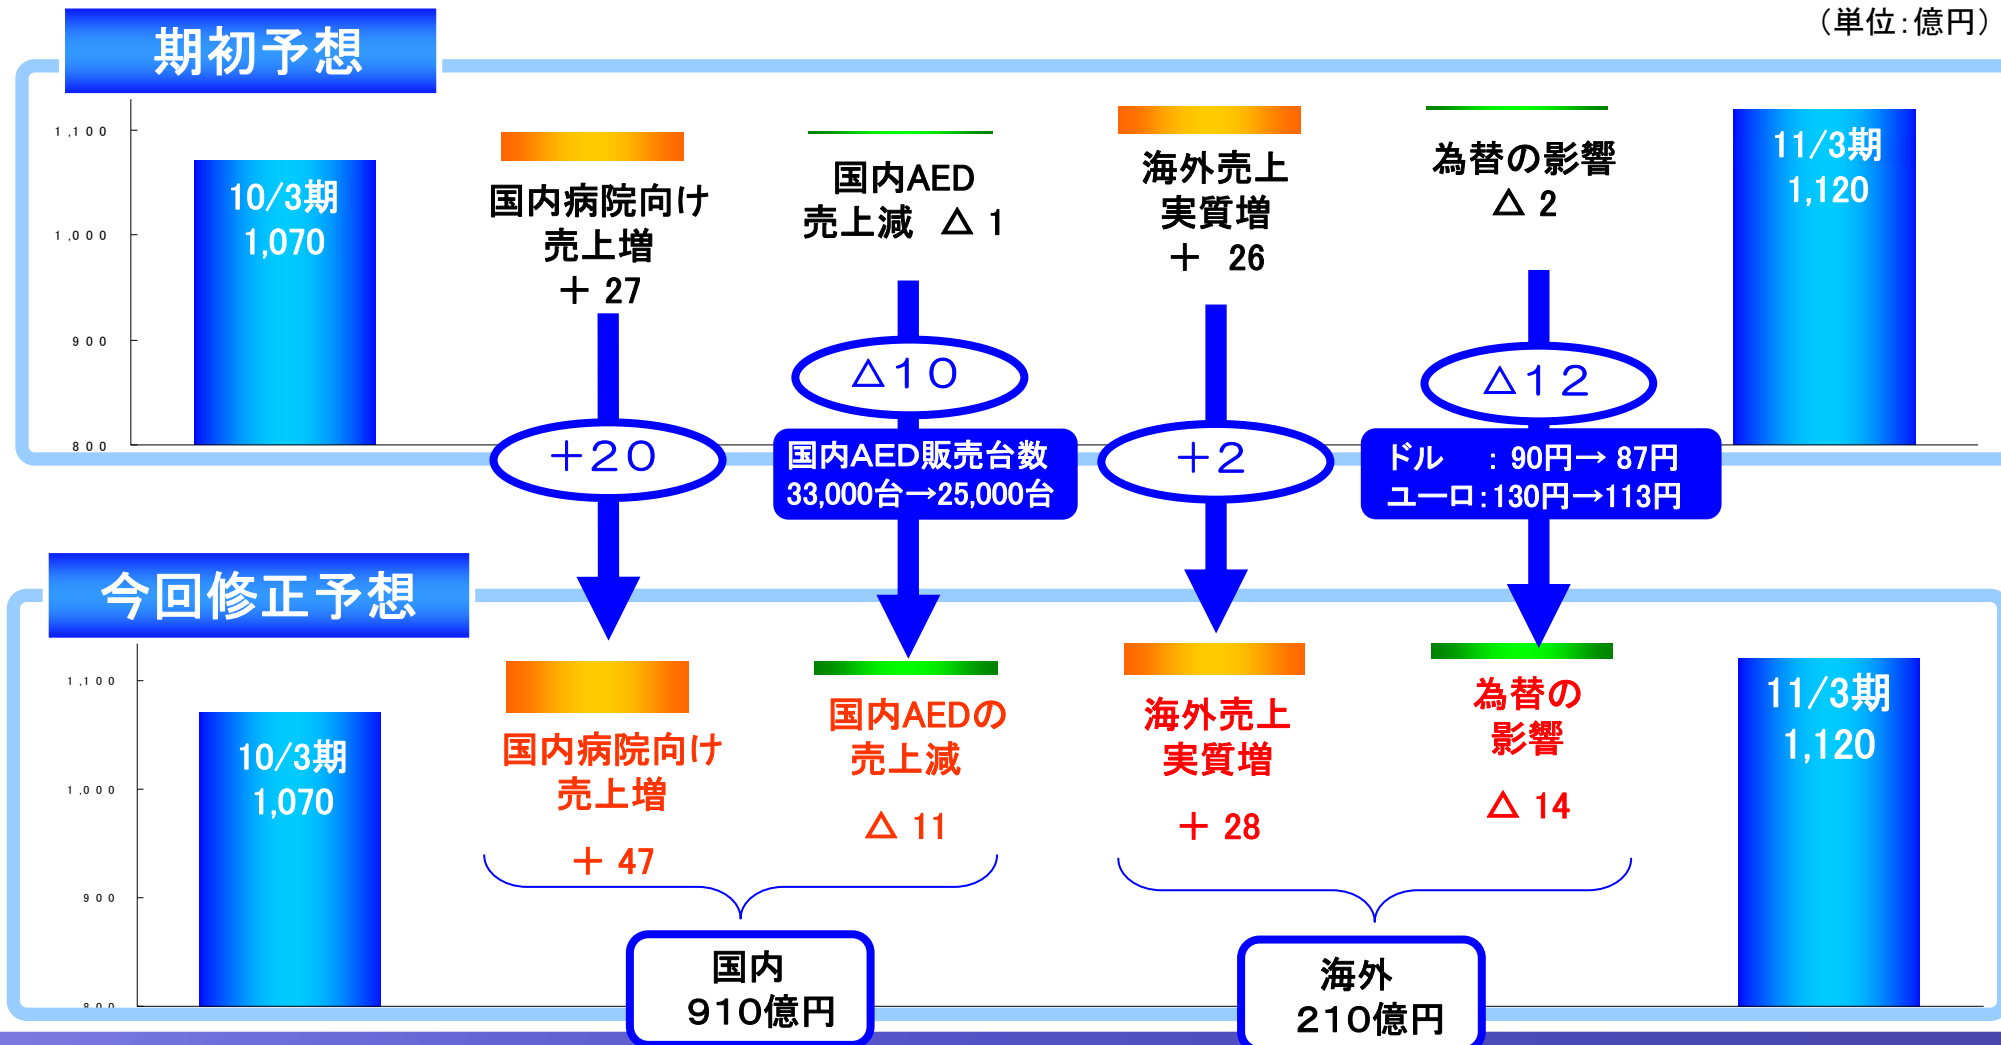 （単位：億円）
期初予想
1,100
1,000
900
800
10/3期
1,070
国内病院向け
売上増
＋ 27
国内AED
売上減 △ 1
海外売上
実質増
＋ 26
為替の影響
△ 2
11/3期
1,120
＋20
△10
国内AED販売台数
33,000台→25,000台
＋2
△12
ドル ：90円→ 87円
ユーロ：130円→113円
今回修正予想
1,100
1,000
900
800
10/3期
1,070
国内病院向け
売上増
＋ 47
国内AEDの
売上減
△ 11
海外売上
実質増
＋ 28
為替の
影響
△ 14
11/3期
1,120
国内
910億円
海外
210億円